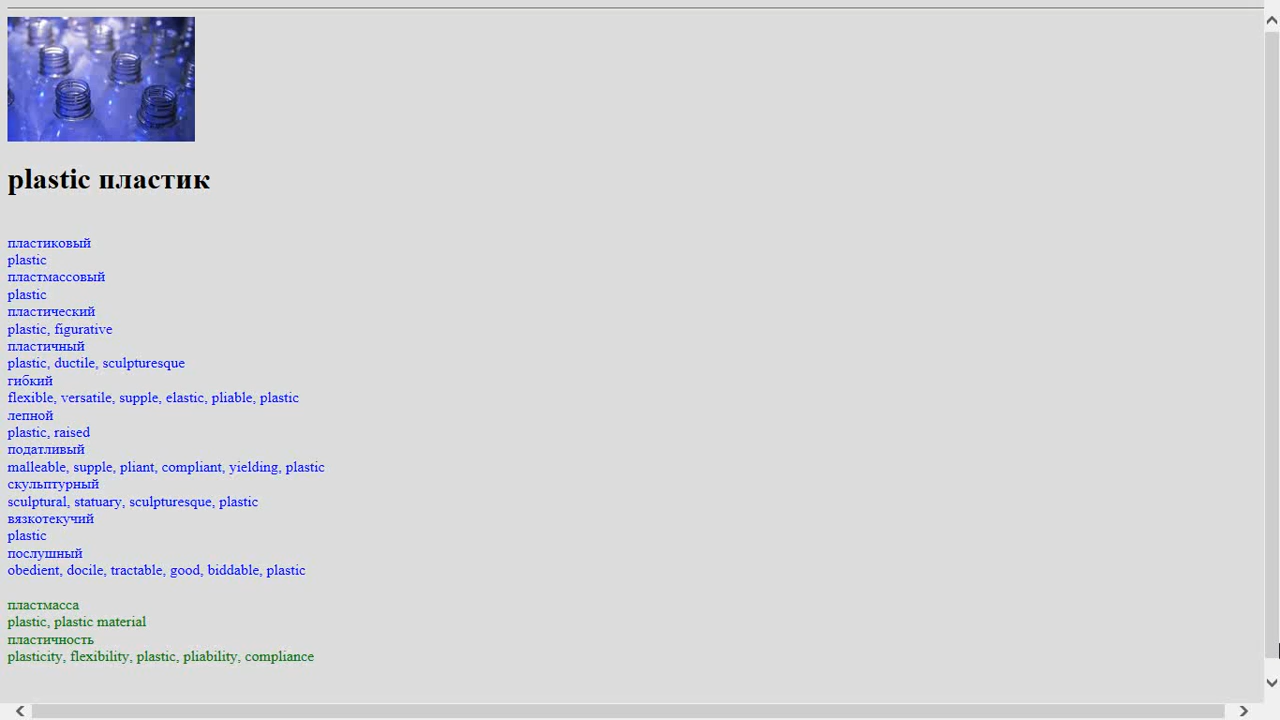 plastic пластик
пластиковый
plastic
пластмассовый
plastic
пластический
plastic, figurative
пластичный
plastic, ductile, sculpturesque
гибкий
flexible, versatile, supple, elastic, pliable, plastic
лепной
plastic, raised
податливый
malleable, supple, pliant, compliant, yielding, plastic
скульптурный
sculptural, statuary, sculpturesque, plastic
вязкотекучий
plastic
послушный
obedient, docile, tractable, good, biddable, plastic
пластмасса
plastic, plastic material
пластичность
plasticity, flexibility, plastic, pliability, compliance